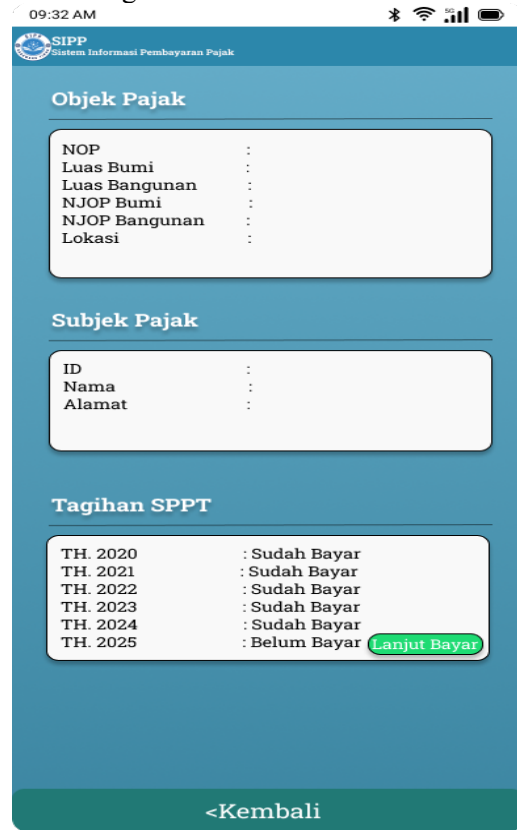 09:32 AM
5G
SIPP
Sistem Informasi Pembayaran Pajak
Objek Pajak
NOP :
Luas Bumi :
Luas Bangunan :
NJOP Bumi :
NJOP Bangunan :
Lokasi :
Subjek Pajak
ID :
Nama :
Alamat :
Tagihan SPPT
TH. 2020 : Sudah Bayar
TH. 2021 : Sudah Bayar
TH. 2022 : Sudah Bayar
TH. 2023 : Sudah Bayar
TH. 2024 : Sudah Bayar
TH. 2025 : Belum Bayar Lanjut Bayar
<Kembali